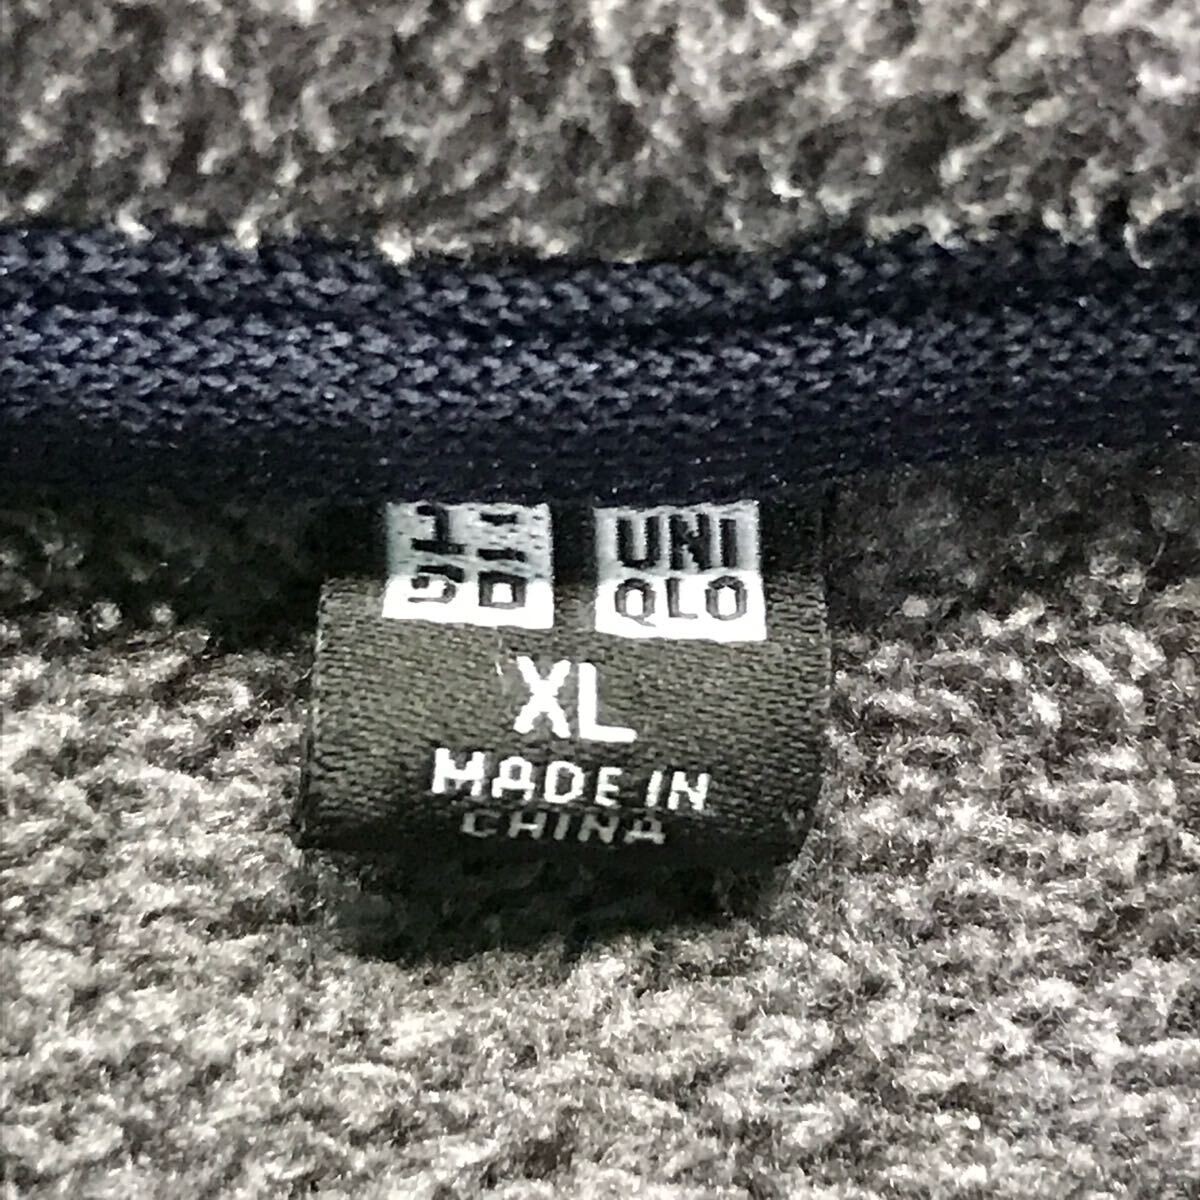 ユニ
クロ
UNI
QLO
XL
MADE IN
CHINA